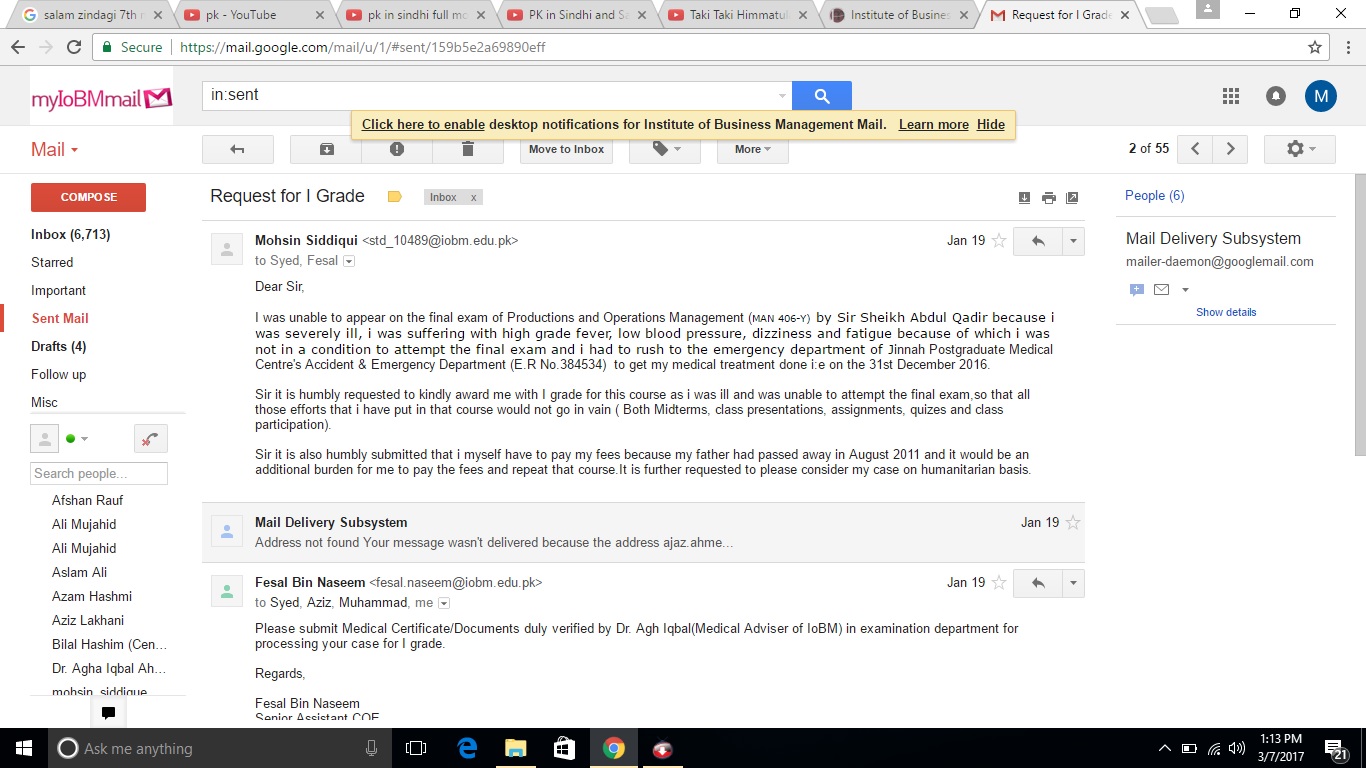 salam zindagi 7th
pk - YouTube
pk in sindhi full mo
PK in Sindhi and Sa
Taki Taki Himmatul
Institute of Busines
Request for I Grade
Secure
https://mail.google.com/mail/u/1/#sent/159b5e2a69890eff
myIoBMmail
in:sent
M
Click here to enable desktop notifications for Institute of Business Management Mail. Learn more Hide
Mail
Move to Inbox
More
2 of 55
COMPOSE
Inbox (6,713)
Starred
Important
Sent Mail
Drafts (4)
Follow up
Misc
Search people...
Afshan Rauf
Ali Mujahid
Ali Mujahid
Aslam Ali
Azam Hashmi
Aziz Lakhani
Bilal Hashim (Cen...
Dr. Agha Iqbal Ah...
mohsin_siddique
Request for I Grade
Inbox x
Mohsin Siddiqui <std_10489@iobm.edu.pk>
Jan 19
to Syed, Fesal
Dear Sir,
I was unable to appear on the final exam of Productions and Operations Management (MAN 406-Y) by Sir Sheikh Abdul Qadir because i
was severely ill, i was suffering with high grade fever, low blood pressure, dizziness and fatigue because of which i was
not in a condition to attempt the final exam and i had to rush to the emergency department of Jinnah Postgraduate Medical
Centre's Accident & Emergency Department (E.R No.384534) to get my medical treatment done i:e on the 31st December 2016.
Sir it is humbly requested to kindly award me with I grade for this course as i was ill and was unable to attempt the final exam,so that all
those efforts that i have put in that course would not go in vain ( Both Midterms, class presentations, assignments, quizes and class
participation).
Sir it is also humbly submitted that i myself have to pay my fees because my father had passed away in August 2011 and it would be an
additional burden for me to pay the fees and repeat that course.It is further requested to please consider my case on humanitarian basis.
Mail Delivery Subsystem
Jan 19
Address not found Your message wasn't delivered because the address ajaz.ahme...
Fesal Bin Naseem <fesal.naseem@iobm.edu.pk>
Jan 19
to Syed, Aziz, Muhammad, me
Please submit Medical Certificate/Documents duly verified by Dr. Agh Iqbal(Medical Adviser of IoBM) in examination department for
processing your case for I grade.
Regards,
Fesal Bin Naseem
Senior Assistant COE
People (6)
Mail Delivery Subsystem
mailer-daemon@googlemail.com
Show details
Ask me anything
1:13 PM
3/7/2017
21